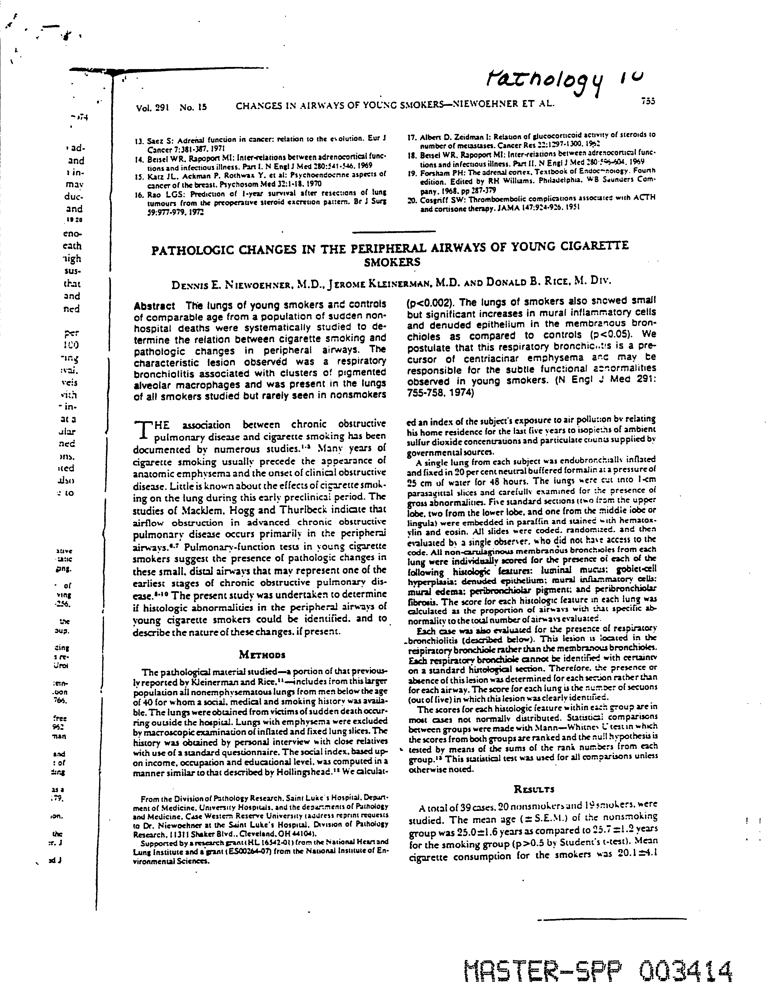 Pathology 10
Vol. 291 No. 15 CHANGES IN AIRWAYS OF YOUNG SMOKERS—NIEWOEHNER ET AL. 755
13. Saez S: Adrenal function in cancer: relation to the evolution. Eur J
Cancer 7:381-387, 1971
14. Beisel WR, Rapoport MI: Inter-relations between adrenocortical func-
tions and infectious illness. Part I. N Engl J Med 280:541-546, 1969
15. Katz JL, Ackman P, Rothwax Y, et al: Psychoendocrine aspects of
cancer of the breast. Psychosom Med 32:1-18, 1970
16. Rao LGS: Prediction of 1-year survival after resections of lung
tumours from the preoperative steroid excretion pattern. Br J Surg
59:977-979, 1972
17. Albert D, Zeidman I: Relation of glucocorticoid activity of steroids to
number of metastases. Cancer Res 22:1297-1300, 1962
18. Beisel WR, Rapoport MI: Inter-relations between adrenocortical func-
tions and infectious illness. Part II. N Engl J Med 280:596-604, 1969
19. Forsham PH: The adrenal cortex, Textbook of Endocrinology. Fourth
edition. Edited by RH Williams. Philadelphia, WB Saunders Com-
pany, 1968, pp 287-379
20. Cosgriff SW: Thromboembolic complications associated with ACTH
and cortisone therapy. JAMA 147:924-926, 1951
PATHOLOGIC CHANGES IN THE PERIPHERAL AIRWAYS OF YOUNG CIGARETTE
SMOKERS
DENNIS E. NIEWOEHNER, M.D., JEROME KLEINERMAN, M.D. AND DONALD B. RICE, M. DIV.
Abstract The lungs of young smokers and controls
of comparable age from a population of sudden non-
hospital deaths were systematically studied to de-
termine the relation between cigarette smoking and
pathologic changes in peripheral airways. The
characteristic lesion observed was a respiratory
bronchiolitis associated with clusters of pigmented
alveolar macrophages and was present in the lungs
of all smokers studied but rarely seen in nonsmokers
(p<0.002). The lungs of smokers also showed small
but significant increases in mural inflammatory cells
and denuded epithelium in the membranous bron-
chioles as compared to controls (p<0.05). We
postulate that this respiratory bronchiolitis is a pre-
cursor of centriacinar emphysema and may be
responsible for the subtle functional abnormalities
observed in young smokers. (N Engl J Med 291:
755-758, 1974)
THE association between chronic obstructive
pulmonary disease and cigarette smoking has been
documented by numerous studies.1-5 Many years of
cigarette smoking usually precede the appearance of
anatomic emphysema and the onset of clinical obstructive
disease. Little is known about the effects of cigarette smok-
ing on the lung during this early preclinical period. The
studies of Macklem, Hogg and Thurlbeck indicate that
airflow obstruction in advanced chronic obstructive
pulmonary disease occurs primarily in the peripheral
airways.6,7 Pulmonary-function tests in young cigarette
smokers suggest the presence of pathologic changes in
these small, distal airways that may represent one of the
earliest stages of chronic obstructive pulmonary dis-
ease.8-10 The present study was undertaken to determine
if histologic abnormalities in the peripheral airways of
young cigarette smokers could be identified, and to
describe the nature of these changes, if present.
METHODS
The pathological material studied—a portion of that previous-
ly reported by Kleinerman and Rice,11—includes from this larger
population all nonemphysematous lungs from men below the age
of 40 for whom a social, medical and smoking history was availa-
ble. The lungs were obtained from victims of sudden death occur-
ring outside the hospital. Lungs with emphysema were excluded
by macroscopic examination of inflated and fixed lung slices. The
history was obtained by personal interview with close relatives
with use of a standard questionnaire. The social index, based up-
on income, occupation and educational level, was computed in a
manner similar to that described by Hollingshead.12 We calculat-
From the Division of Pathology Research, Saint Luke's Hospital, Depart-
ment of Medicine, University Hospitals, and the departments of Pathology
and Medicine, Case Western Reserve University (address reprint requests
to Dr. Niewoehner at the Saint Luke's Hospital, Division of Pathology
Research, 11311 Shaker Blvd., Cleveland, OH 44104).
Supported by a research grant (HL 16542-01) from the National Heart and
Lung Institute and a grant (ES00264-07) from the National Institute of En-
vironmental Sciences.
ed an index of the subject's exposure to air pollution by relating
his home residence for the last five years to isopleths of ambient
sulfur dioxide concentrations and particulate counts supplied by
governmental sources.
A single lung from each subject was endobronchially inflated
and fixed in 20 per cent neutral buffered formalin at a pressure of
25 cm of water for 48 hours. The lungs were cut into 1-cm
parasagittal slices and carefully examined for the presence of
gross abnormalities. Five standard sections (two from the upper
lobe, two from the lower lobe, and one from the middle lobe or
lingula) were embedded in paraffin and stained with hematox-
ylin and eosin. All slides were coded, randomized, and then
evaluated by a single observer, who did not have access to the
code. All non-cartilaginous membranous bronchioles from each
lung were individually scored for the presence of each of the
following histologic features: luminal mucus; goblet-cell
hyperplasia; denuded epithelium; mural inflammatory cells;
mural edema; peribronchiolar pigment; and peribronchiolar
fibrosis. The score for each histologic feature in each lung was
calculated as the proportion of airways with that specific ab-
normality to the total number of airways evaluated.
Each case was also evaluated for the presence of respiratory
bronchiolitis (described below). This lesion is located in the
respiratory bronchiole rather than the membranous bronchioles.
Each respiratory bronchiole cannot be identified with certainty
on a standard histological section. Therefore, the presence or
absence of this lesion was determined for each section rather than
for each airway. The score for each lung is the number of sections
(out of five) in which this lesion was clearly identified.
The scores for each histologic feature within each group are in
most cases not normally distributed. Statistical comparisons
between groups were made with Mann—Whitney U test in which
the scores from both groups are ranked and the null hypothesis is
tested by means of the sums of the rank numbers from each
group.13 This statistical test was used for all comparisons unless
otherwise noted.
RESULTS
A total of 39 cases, 20 nonsmokers and 19 smokers, were
studied. The mean age (± S.E.M.) of the nonsmoking
group was 25.0±1.6 years as compared to 25.7±1.2 years
for the smoking group (p>0.5 by Student's t-test). Mean
cigarette consumption for the smokers was 20.1±4.1
MASTER-SPP 003414